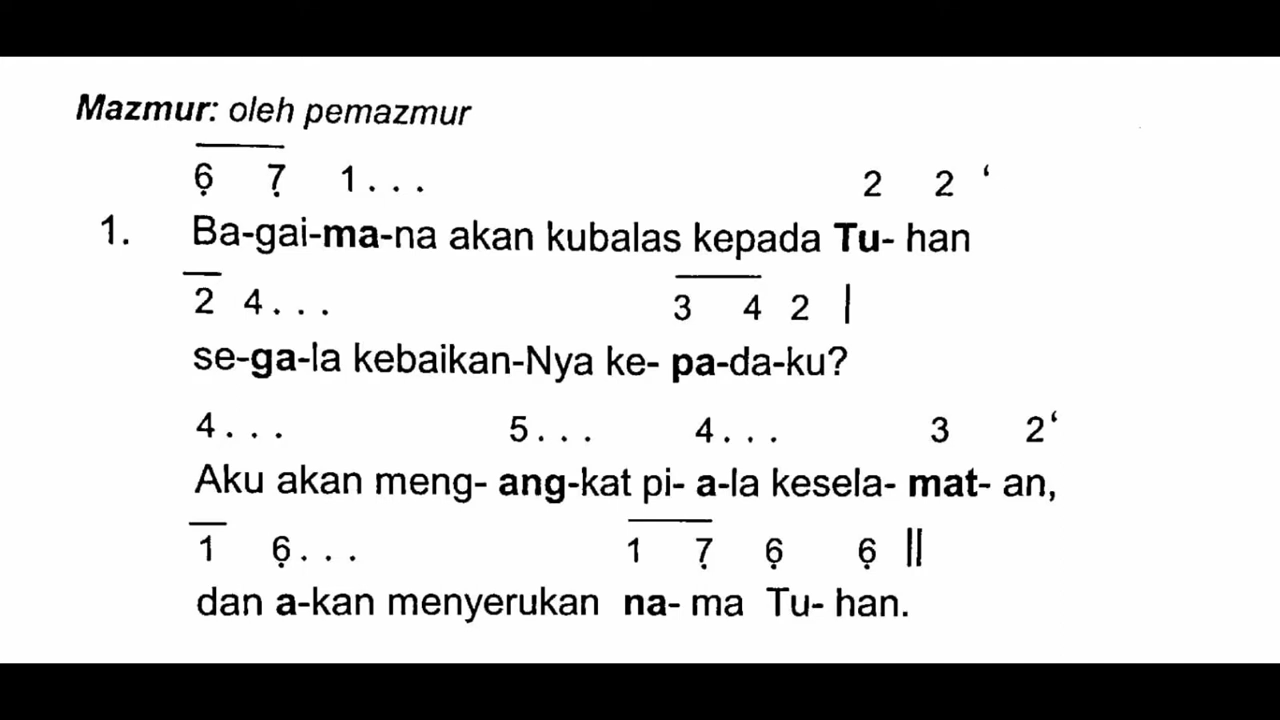 Mazmur: oleh pemazmur
6̣ 7̣ 1 . . . 2 2 ‘
1. Ba-gai-ma-na akan kubalas kepada Tu- han
2 4 . . . 3 4 2 |
se-ga-la kebaikan-Nya ke- pa-da-ku?
4 . . . 5 . . . 4 . . . 3 2‘
Aku akan meng- ang-kat pi- a-la kesela- mat- an,
1 6̣ . . . 1 7̣ 6̣ 6̣ ||
dan a-kan menyerukan na- ma Tu- han.